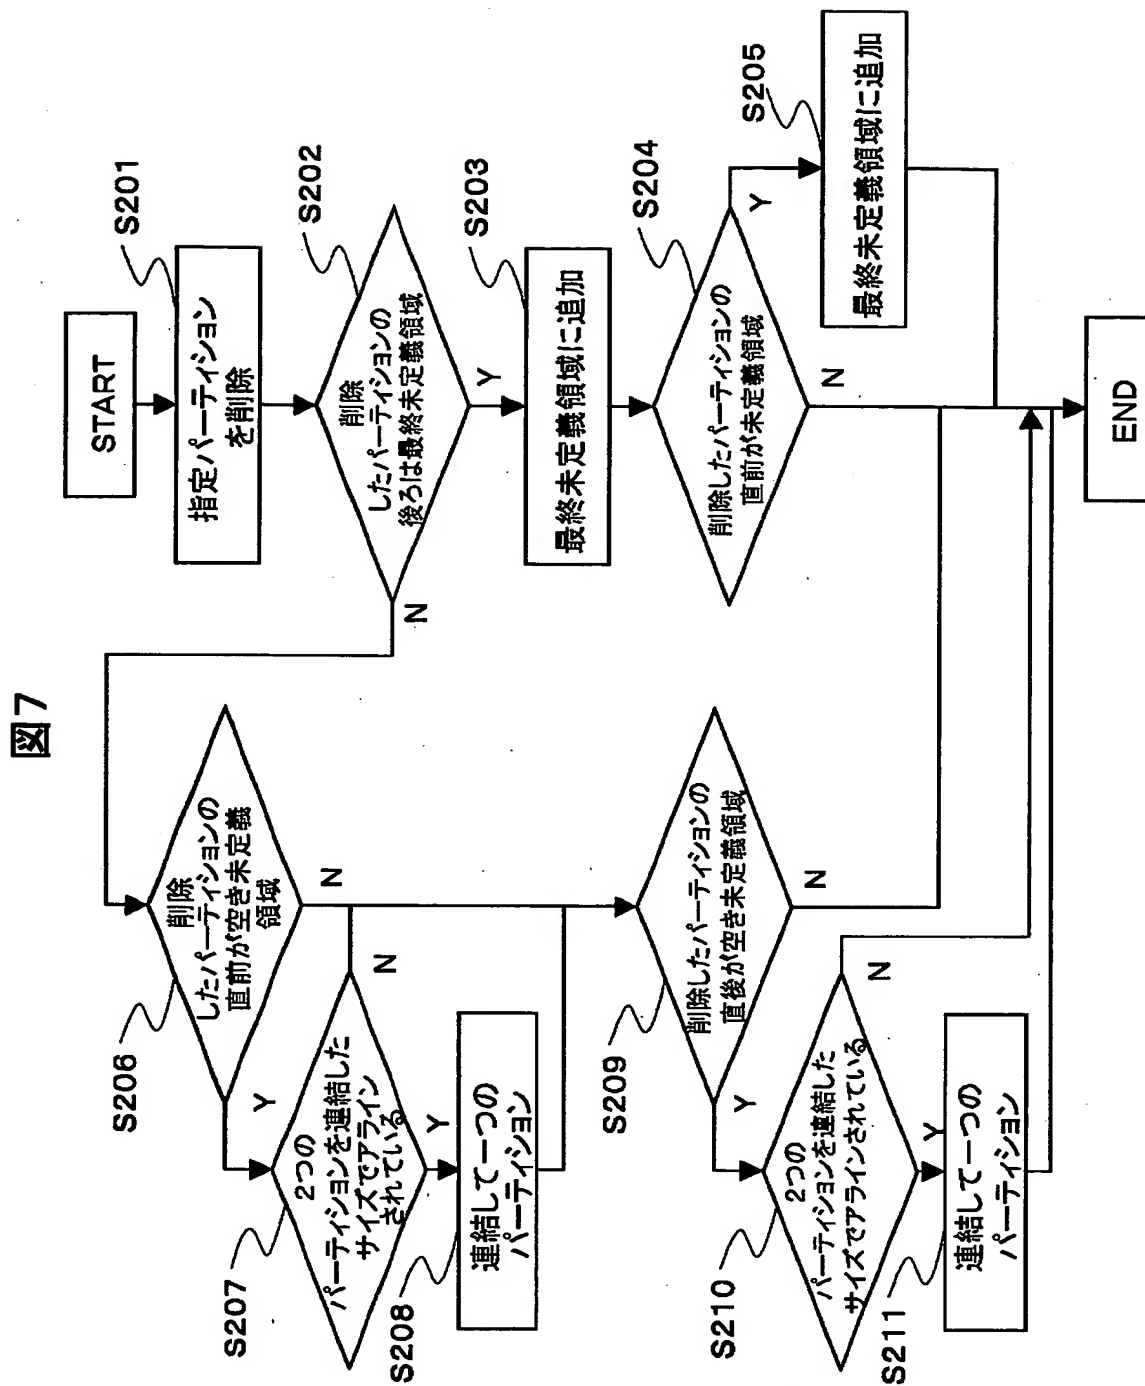 図7
START
S201
指定パーティション
を削除
S202
削除
したパーティションの
後ろは最終未定義領域
Y
N
S203
最終未定義領域に追加
S204
削除したパーティションの
直前が未定義領域
Y
N
S205
最終未定義領域に追加
S206
削除
したパーティションの
直前が空き未定義
領域
Y
N
S207
2つの
パーティションを連結した
サイズでアライン
されている
N
Y
S208
連結して一つの
パーティション
S209
削除したパーティションの
直後が空き未定義領域
Y
N
S210
2つの
パーティションを連結した
サイズでアラインされている
N
Y
S211
連結して一つの
パーティション
END